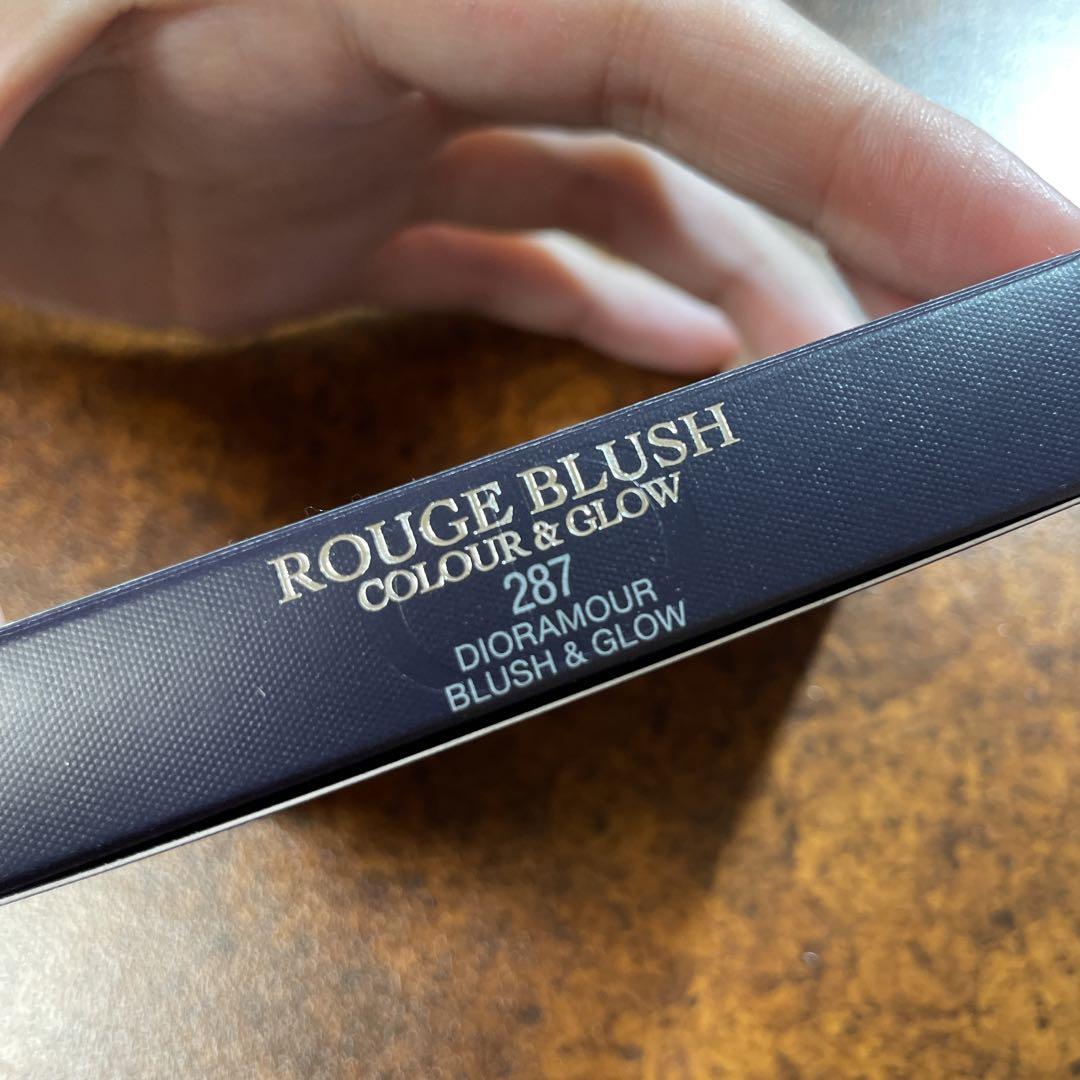 ROUGE BLUSH
COLOUR & GLOW
287
DIORAMOUR
BLUSH & GLOW